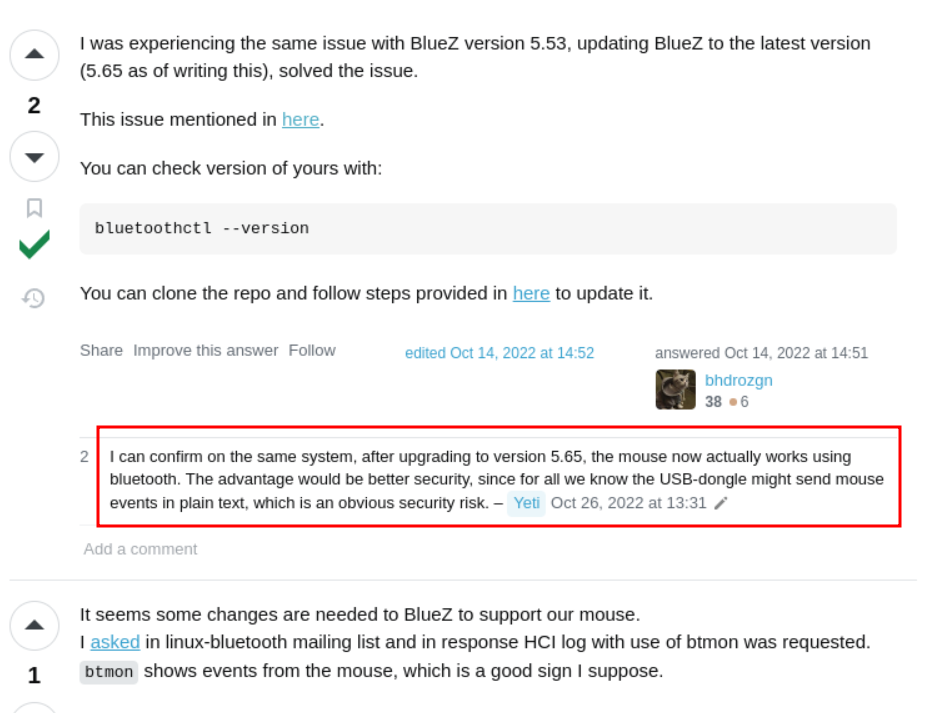 I was experiencing the same issue with BlueZ version 5.53, updating BlueZ to the latest version
(5.65 as of writing this), solved the issue.
2
This issue mentioned in here.
You can check version of yours with:
bluetoothctl --version
You can clone the repo and follow steps provided in here to update it.
Share Improve this answer Follow
edited Oct 14, 2022 at 14:52
answered Oct 14, 2022 at 14:51
bhdrozgn
38 6
2
I can confirm on the same system, after upgrading to version 5.65, the mouse now actually works using
bluetooth. The advantage would be better security, since for all we know the USB-dongle might send mouse
events in plain text, which is an obvious security risk. – Yeti Oct 26, 2022 at 13:31
Add a comment
It seems some changes are needed to BlueZ to support our mouse.
I asked in linux-bluetooth mailing list and in response HCI log with use of btmon was requested.
1
btmon shows events from the mouse, which is a good sign I suppose.